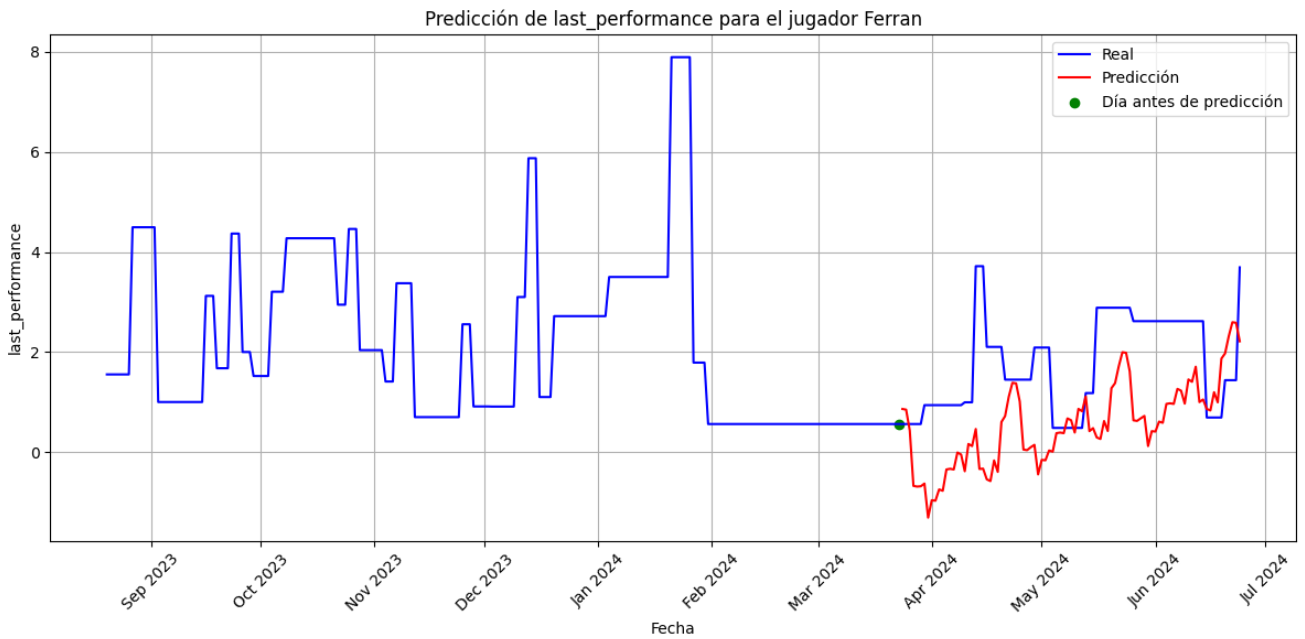 Predicción de last_performance para el jugador Ferran
8
6
4
2
0
last_performance
Real
Predicción
Día antes de predicción
Sep 2023
Oct 2023
Nov 2023
Dec 2023
Jan 2024
Feb 2024
Mar 2024
Apr 2024
May 2024
Jun 2024
Jul 2024
Fecha